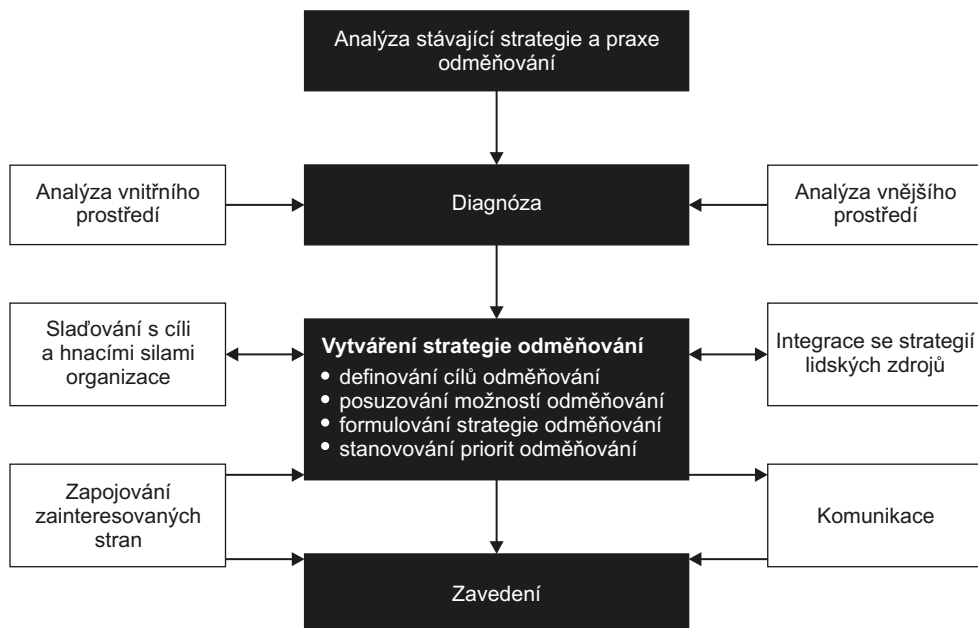 Analýza stávající strategie a praxe
odměňování
Analýza vnitřního
prostředí
Diagnóza
Analýza vnějšího
prostředí
Slaďování s cíli
a hnacími silami
organizace
Vytváření strategie odměňování
• definování cílů odměňování
• posuzování možností odměňování
• formulování strategie odměňování
• stanovování priorit odměňování
Integrace se strategií
lidských zdrojů
Zapojování
zainteresovaných
stran
Komunikace
Zavedení